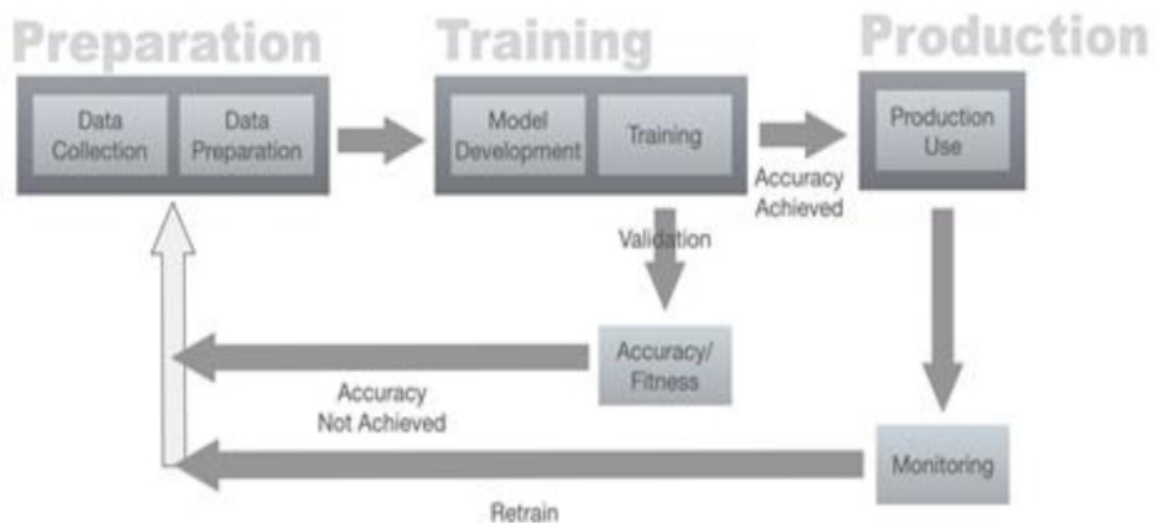 Preparation
Training
Production
Data
Collection
Data
Preparation
Model
Development
Training
Production
Use
Accuracy
Achieved
Validation
Accuracy/
Fitness
Accuracy
Not Achieved
Monitoring
Retrain